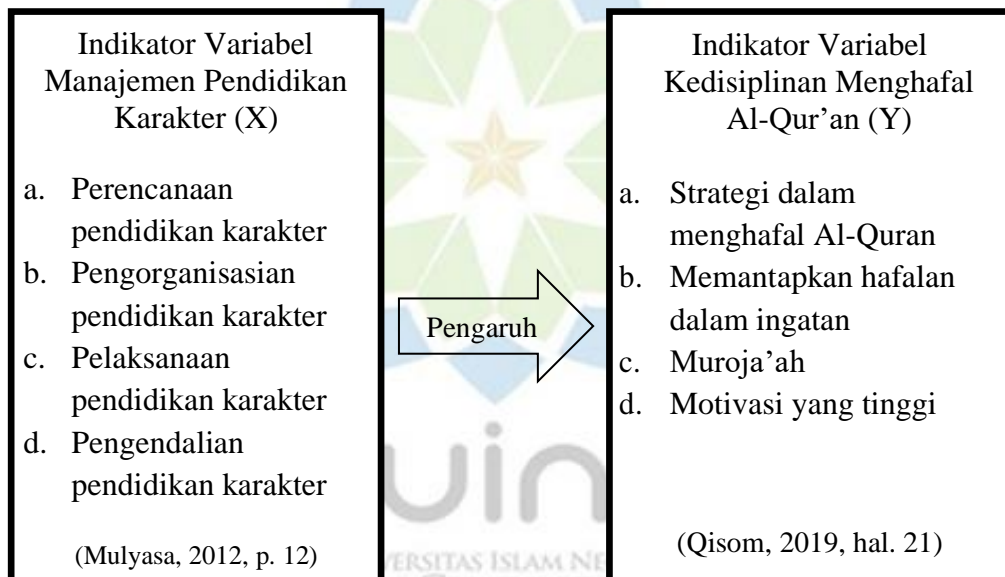 Indikator Variabel
Manajemen Pendidikan
Karakter (X)
a. Perencanaan
pendidikan karakter
b. Pengorganisasian
pendidikan karakter
c. Pelaksanaan
pendidikan karakter
d. Pengendalian
pendidikan karakter
(Mulyasa, 2012, p. 12)
Pengaruh
Indikator Variabel
Kedisiplinan Menghafal
Al-Qur’an (Y)
a. Strategi dalam
menghafal Al-Quran
b. Memantapkan hafalan
dalam ingatan
c. Muroja’ah
d. Motivasi yang tinggi
(Qisom, 2019, hal. 21)
uin
ISLAM